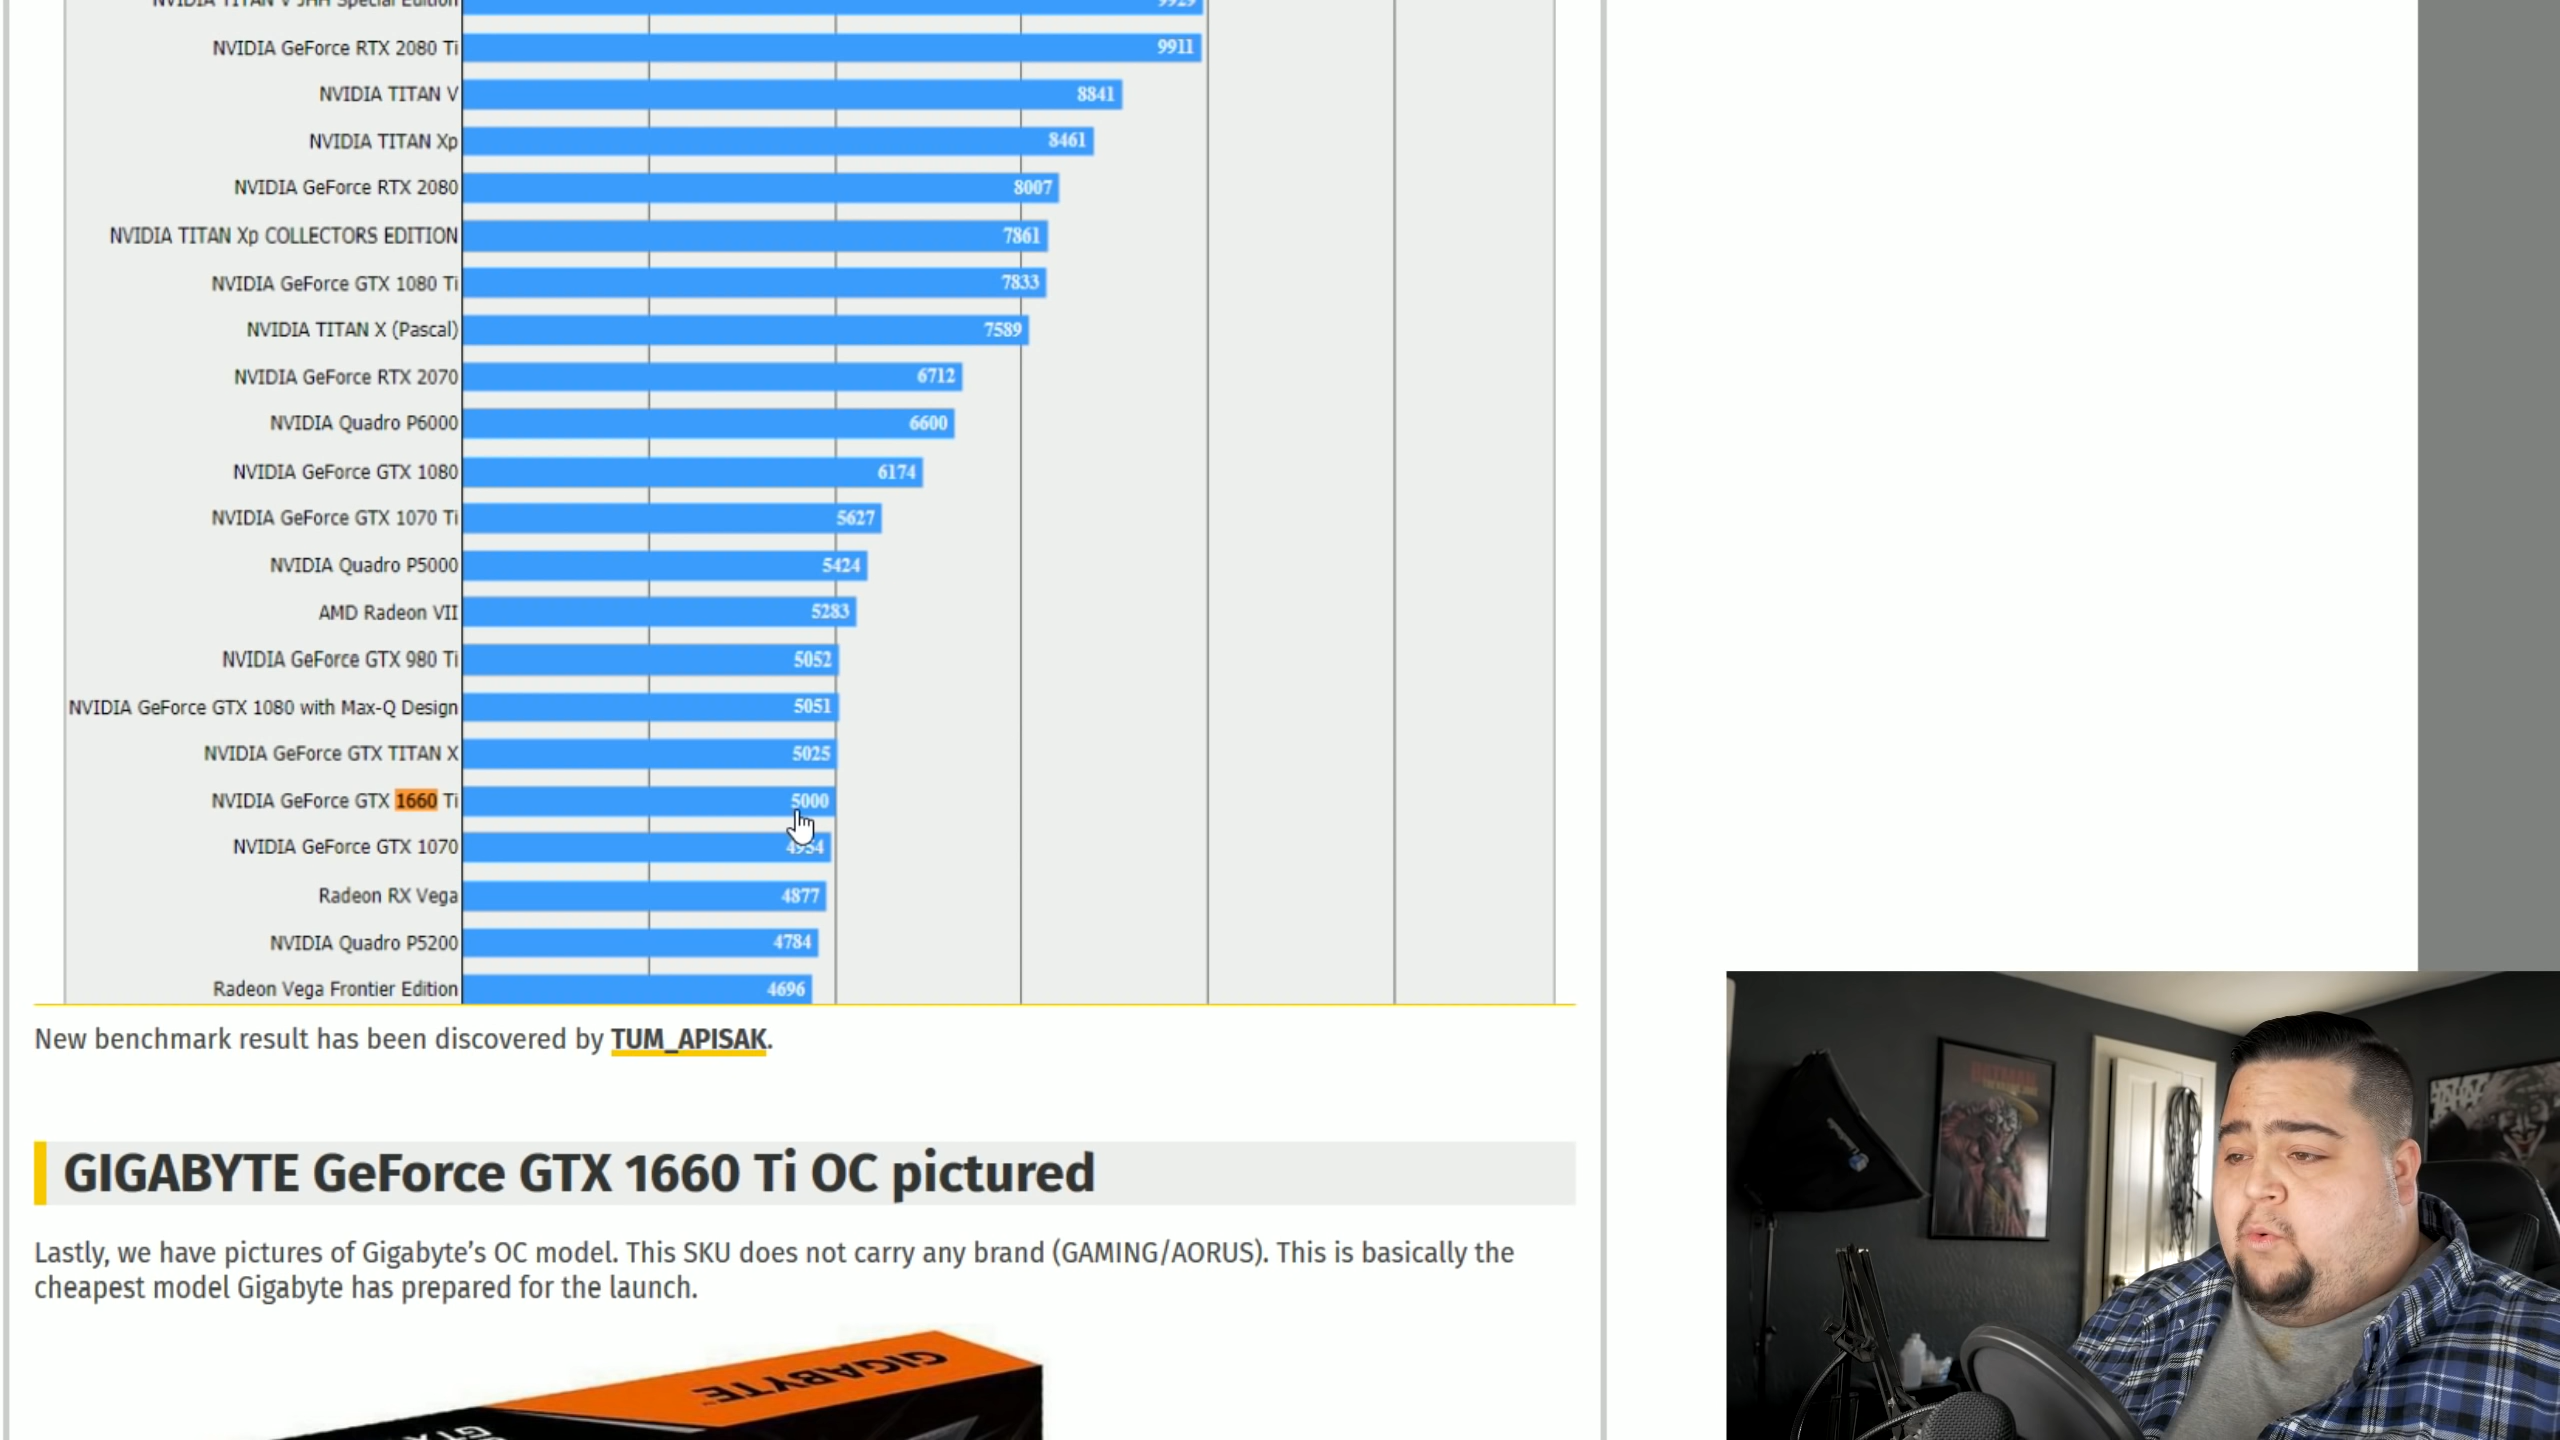 NVIDIA TITAN V JHH Special Edition 9929
NVIDIA GeForce RTX 2080 Ti 9911
NVIDIA TITAN V 8841
NVIDIA TITAN Xp 8461
NVIDIA GeForce RTX 2080 8007
NVIDIA TITAN Xp COLLECTORS EDITION 7861
NVIDIA GeForce GTX 1080 Ti 7833
NVIDIA TITAN X (Pascal) 7589
NVIDIA GeForce RTX 2070 6712
NVIDIA Quadro P6000 6600
NVIDIA GeForce GTX 1080 6174
NVIDIA GeForce GTX 1070 Ti 5627
NVIDIA Quadro P5000 5424
AMD Radeon VII 5283
NVIDIA GeForce GTX 980 Ti 5052
NVIDIA GeForce GTX 1080 with Max-Q Design 5051
NVIDIA GeForce GTX TITAN X 5025
NVIDIA GeForce GTX 1660 Ti 5000
NVIDIA GeForce GTX 1070
Radeon RX Vega 4877
NVIDIA Quadro P5200 4784
Radeon Vega Frontier Edition 4696
New benchmark result has been discovered by TUM_APISAK.
GIGABYTE GeForce GTX 1660 Ti OC pictured
Lastly, we have pictures of Gigabyte’s OC model. This SKU does not carry any brand (GAMING/AORUS). This is basically the
cheapest model Gigabyte has prepared for the launch.
GIGABYTE